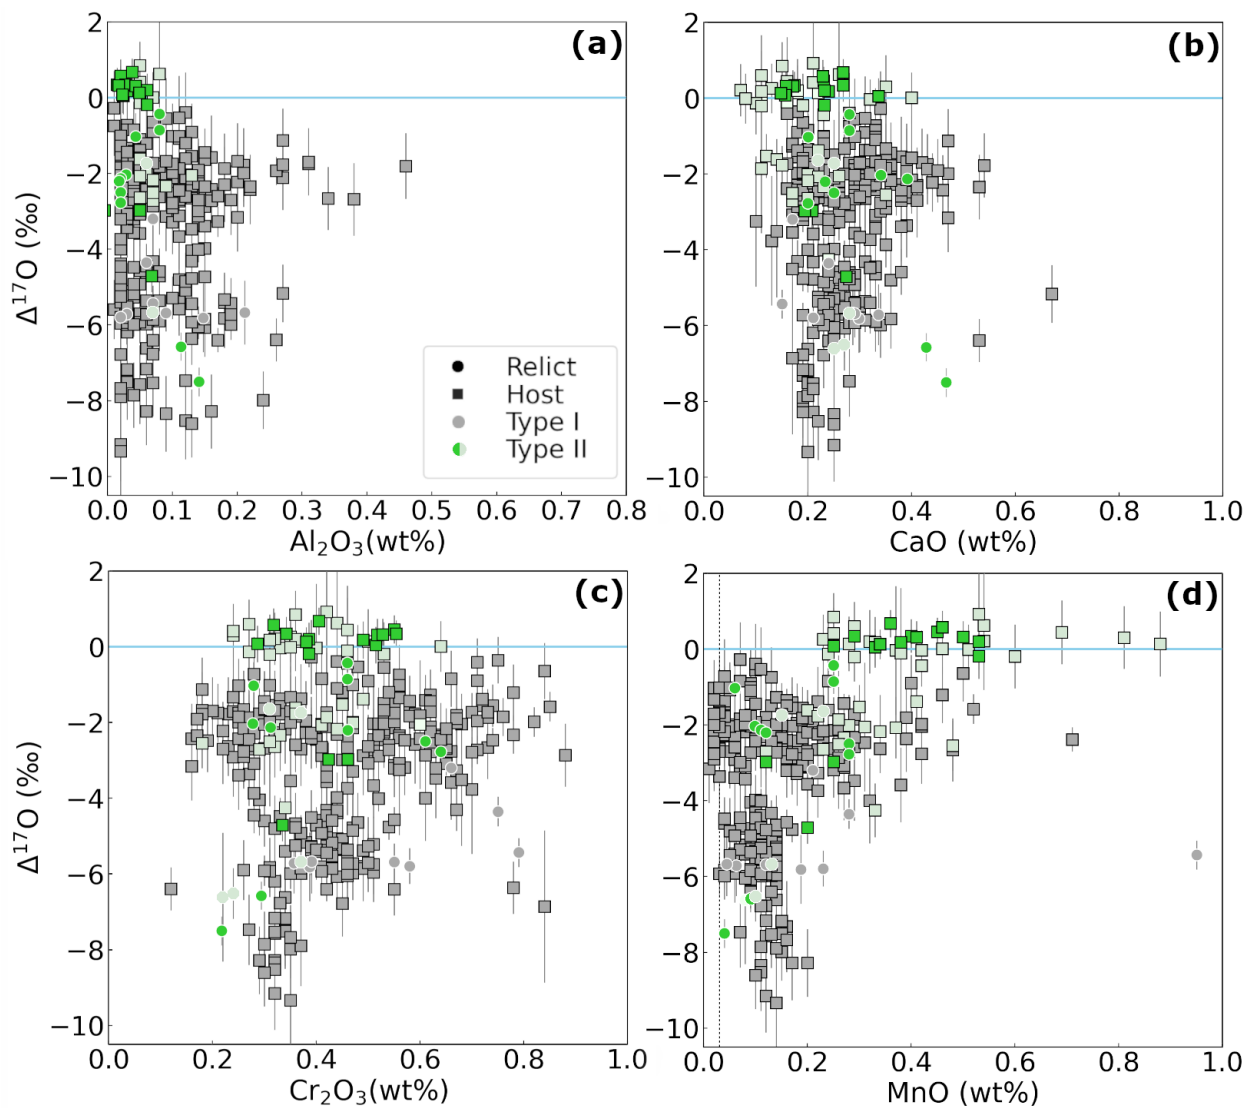 (a)
2
0
−2
−4
−6
−8
−10
Δ¹⁷O (‰)
0.0 0.1 0.2 0.3 0.4 0.5 0.6 0.7 0.8
Al₂O₃(wt%)
Relict
Host
Type I
Type II
(b)
2
0
−2
−4
−6
−8
−10
0.0 0.2 0.4 0.6 0.8 1.0
CaO (wt%)
(c)
2
0
−2
−4
−6
−8
−10
Δ¹⁷O (‰)
0.0 0.2 0.4 0.6 0.8 1.0
Cr₂O₃(wt%)
(d)
2
0
−2
−4
−6
−8
−10
0.0 0.2 0.4 0.6 0.8 1.0
MnO (wt%)